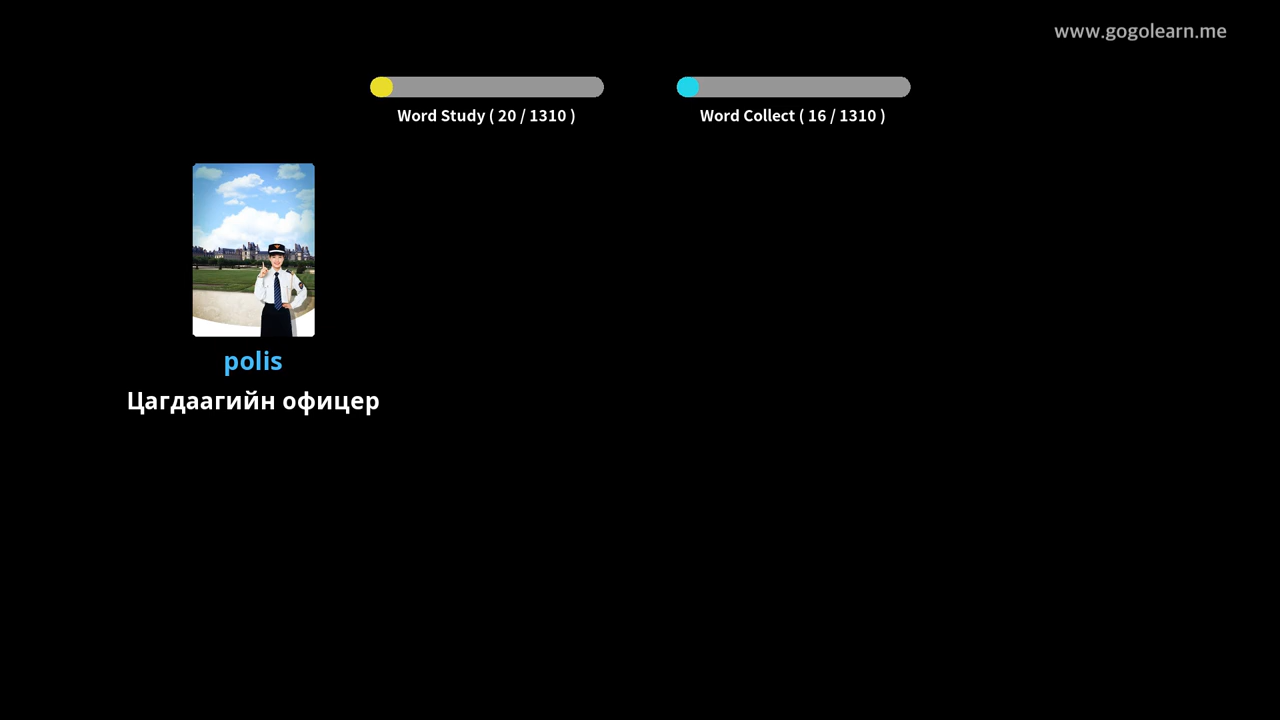 www.gogolearn.me
Word Study ( 20 / 1310 )
Word Collect ( 16 / 1310 )
polis
Цагдаагийн офицер